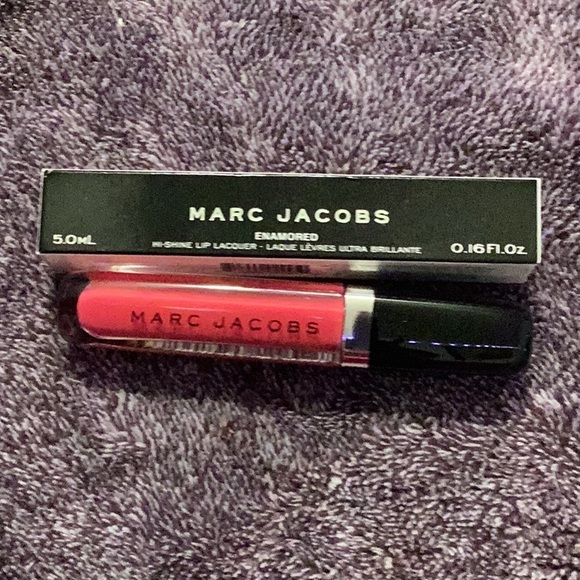 MARC JACOBS
ENAMORED
5.0ML HI-SHINE LIP LACQUER - LAQUE LÈVRES ULTRA BRILLANTE 0.16Fl.Oz
MARC JACOBS